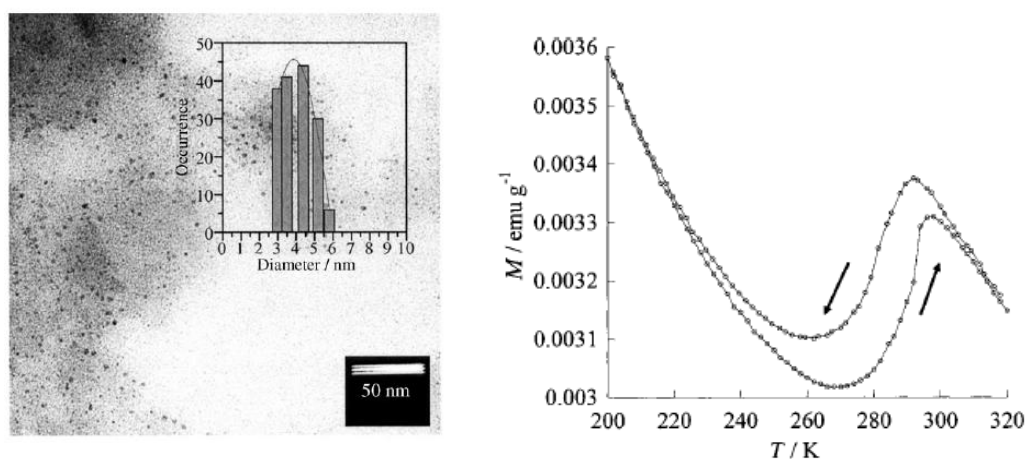 50
40
30
20
10
0
Occurrence
0 1 2 3 4 5 6 7 8 9 10
Diameter / nm
50 nm
0.0036
0.0035
0.0034
0.0033
0.0032
0.0031
0.003
M / emu g⁻¹
200 220 240 260 280 300 320
T / K